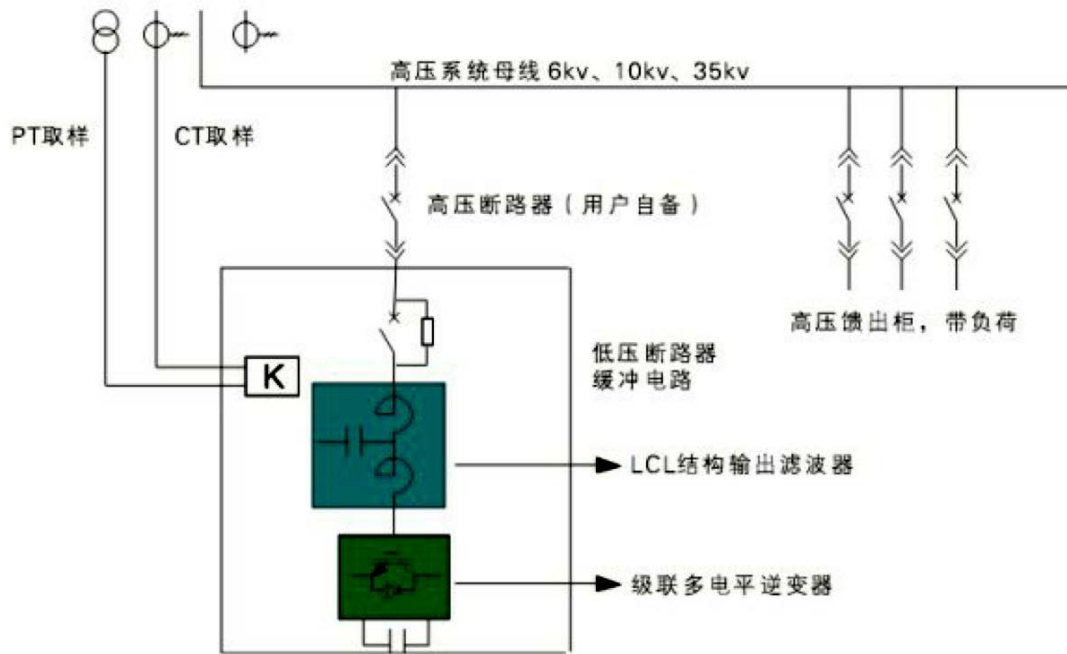 高压系统母线 6kv、10kv、35kv
PT取样
CT取样
高压断路器（用户自备）
高压馈出柜，带负荷
低压断路器
缓冲电路
K
LCL结构输出滤波器
级联多电平逆变器